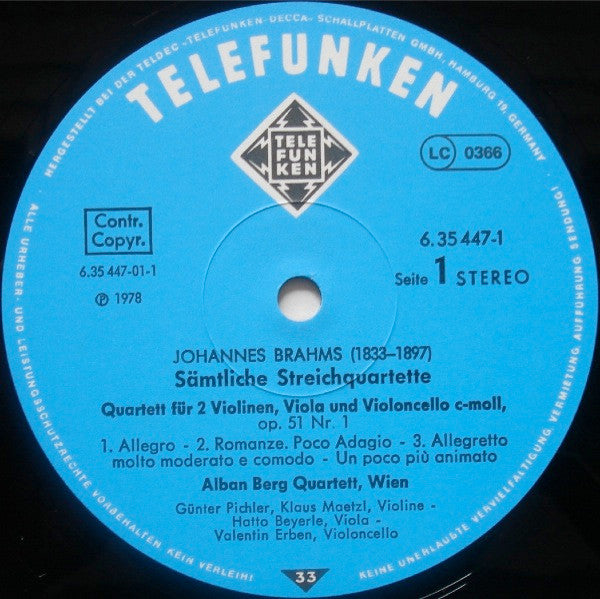 HERGESTELLT BEI DER TELDEC »TELEFUNKEN-DECCA« SCHALLPLATTEN GMBH, HAMBURG 19, GERMANY
TELEFUNKEN
TELE
FUN
KEN
LC 0366
Contr.
Copyr.
6.35 447-01-1
℗ 1978
6.35 447-1
Seite 1 STEREO
JOHANNES BRAHMS (1833–1897)
Sämtliche Streichquartette
Quartett für 2 Violinen, Viola und Violoncello c-moll,
op. 51 Nr. 1
1. Allegro - 2. Romanze. Poco Adagio - 3. Allegretto
molto moderato e comodo - Un poco più animato
Alban Berg Quartett, Wien
Günter Pichler, Klaus Maetzl, Violine -
Hatto Beyerle, Viola -
Valentin Erben, Violoncello
33
ALLE URHEBER- UND LEISTUNGSSCHUTZRECHTE VORBEHALTEN KEIN VERLEIH!
KEINE UNERLAUBTE VERVIELFÄLTIGUNG VERMIETUNG AUFFÜHRUNG SENDUNG!